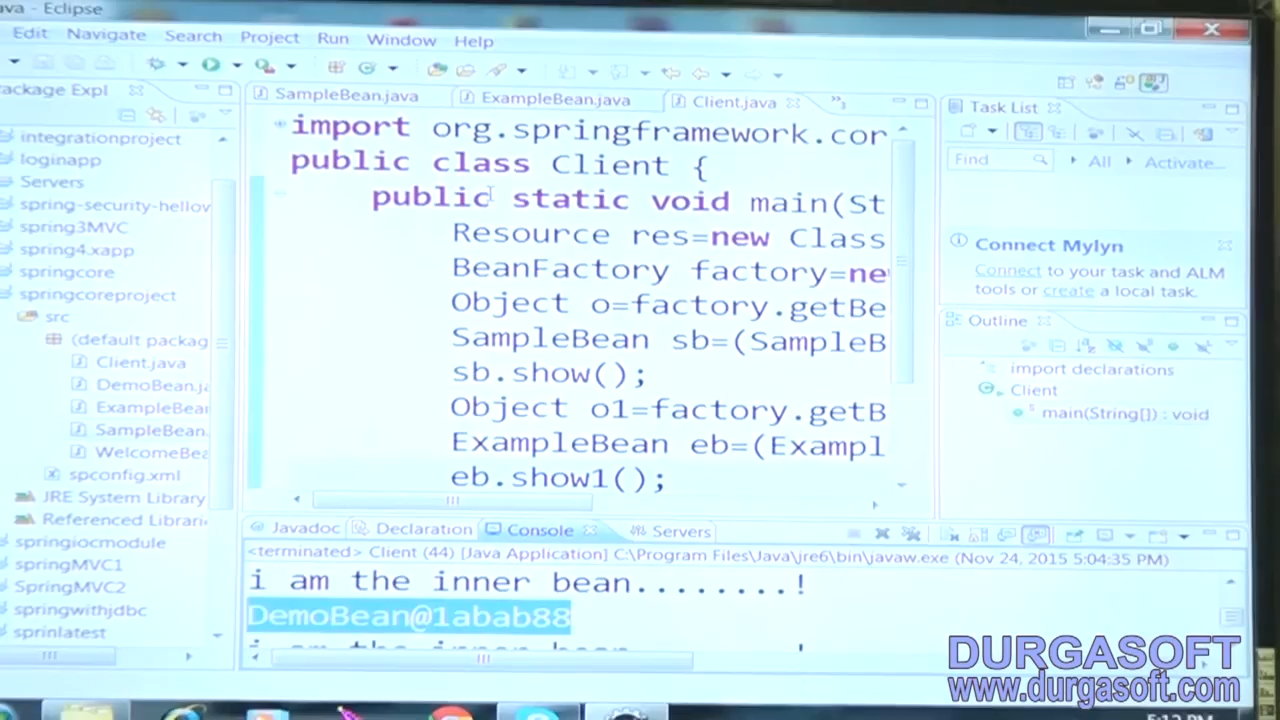 ava - Eclipse
Edit Navigate Search Project Run Window Help
ackage Expl
integrationproject
loginapp
Servers
spring-security-hellov
spring3MVC
spring4.xapp
springcore
springcoreproject
src
(default packag
Client.java
DemoBean.ja
ExampleBear
SampleBean.
WelcomeBea
spconfig.xml
JRE System Library
Referenced Librari
springiocmodule
springMVC1
SpringMVC2
springwithjdbc
sprinlatest
SampleBean.java ExampleBean.java Client.java
import org.springframework.cor
public class Client {
public static void main(St
Resource res=new Class
BeanFactory factory=ne
Object o=factory.getBe
SampleBean sb=(SampleB
sb.show();
Object o1=factory.getB
ExampleBean eb=(Exampl
eb.show1();
Task List
Find All Activate...
Connect Mylyn
Connect to your task and ALM
tools or create a local task.
Outline
import declarations
Client
main(String[]) : void
Javadoc Declaration Console Servers
<terminated> Client (44) [Java Application] C:\Program Files\Java\jre6\bin\javaw.exe (Nov 24, 2015 5:04:35 PM)
i am the inner bean........!
DemoBean@1abab88
DURGASOFT
www.durgasoft.com